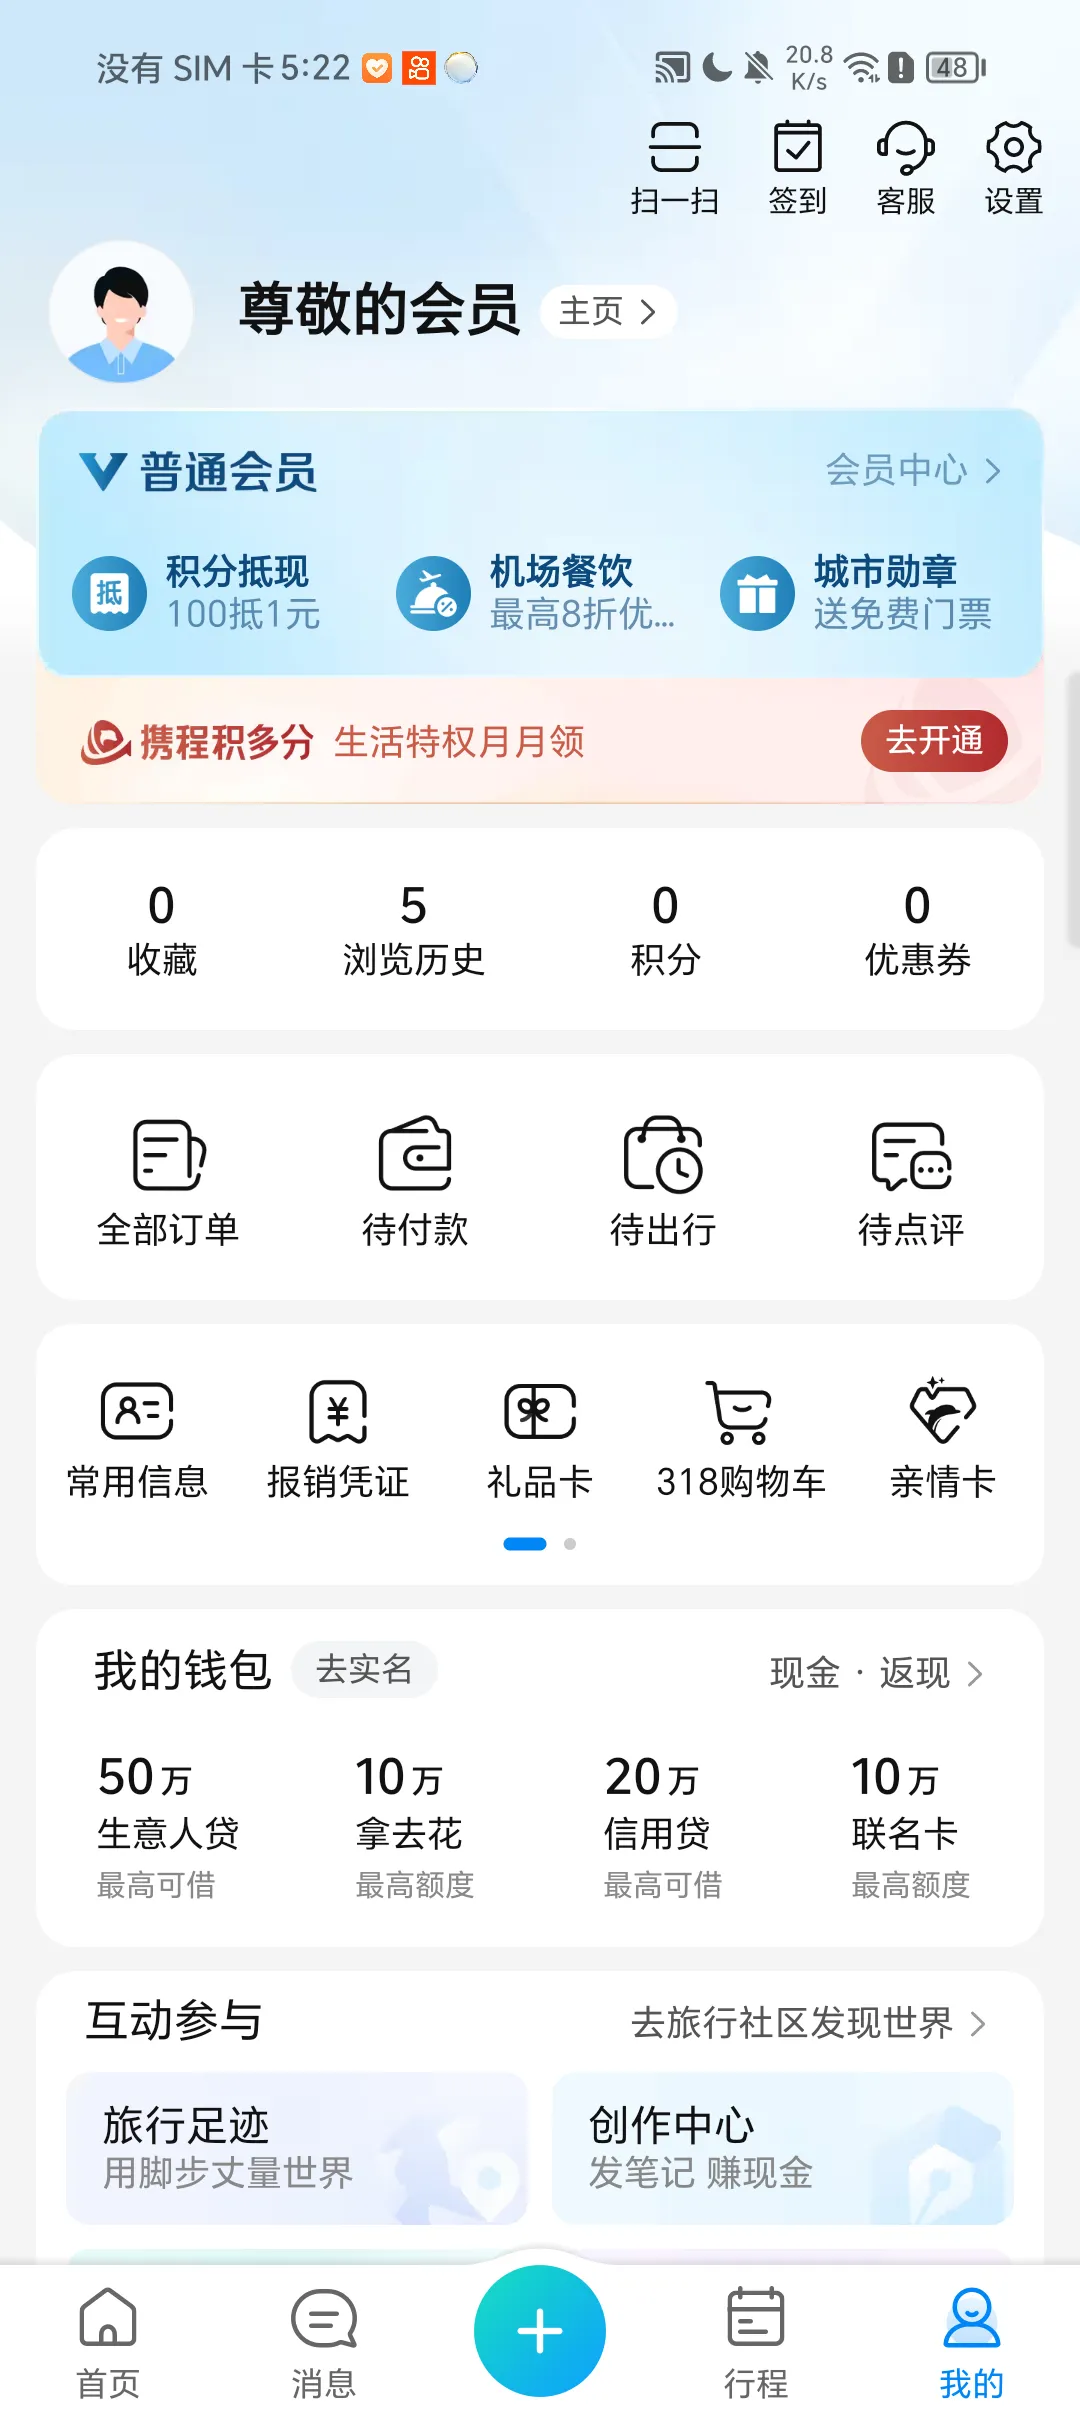 没有 SIM 卡 5:22
20.8 K/s
48
扫一扫 签到 客服 设置
尊敬的会员 主页
普通会员 会员中心
积分抵现 机场餐饮 城市勋章
抵
100抵1元 最高8折优... 送免费门票
携程积多分 生活特权月月领 去开通
0 5 0 0
收藏 浏览历史 积分 优惠券
全部订单 待付款 待出行 待点评
常用信息 报销凭证 礼品卡 318购物车 亲情卡
我的钱包 去实名 现金 · 返现
50万 10万 20万 10万
生意人贷 拿去花 信用贷 联名卡
最高可借 最高额度 最高可借 最高额度
互动参与 去旅行社区发现世界
旅行足迹 创作中心
用脚步丈量世界 发笔记 赚现金
首页 消息 行程 我的